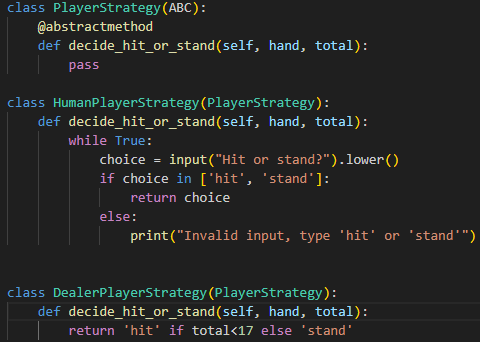 class PlayerStrategy(ABC):
    @abstractmethod
    def decide_hit_or_stand(self, hand, total):
        pass

class HumanPlayerStrategy(PlayerStrategy):
    def decide_hit_or_stand(self, hand, total):
        while True:
            choice = input("Hit or stand?").lower()
            if choice in ['hit', 'stand']:
                return choice
            else:
                print("Invalid input, type 'hit' or 'stand'")

class DealerPlayerStrategy(PlayerStrategy):
    def decide_hit_or_stand(self, hand, total):
        return 'hit' if total<17 else 'stand'